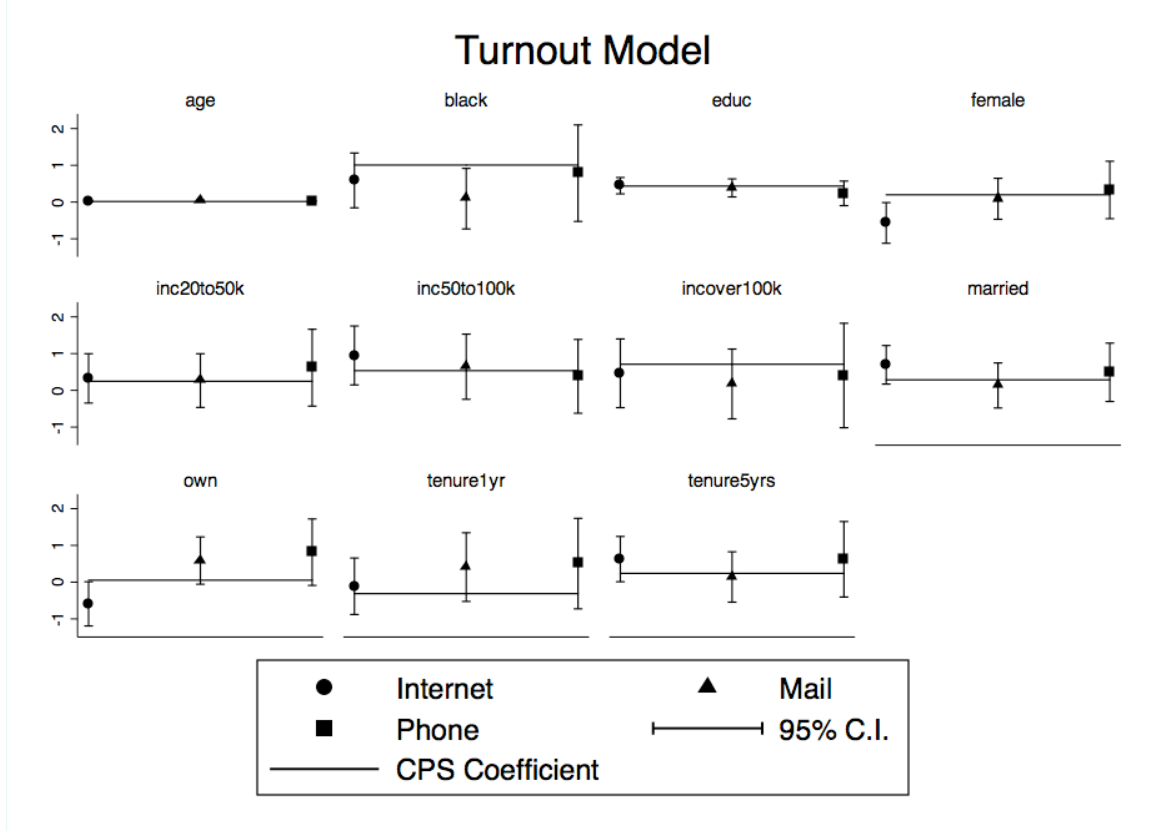 Turnout Model
age black educ female
2
1
0
-1
inc20to50k inc50to100k incover100k married
2
1
0
-1
own tenure1yr tenure5yrs
2
1
0
-1
Internet Mail
Phone 95% C.I.
CPS Coefficient